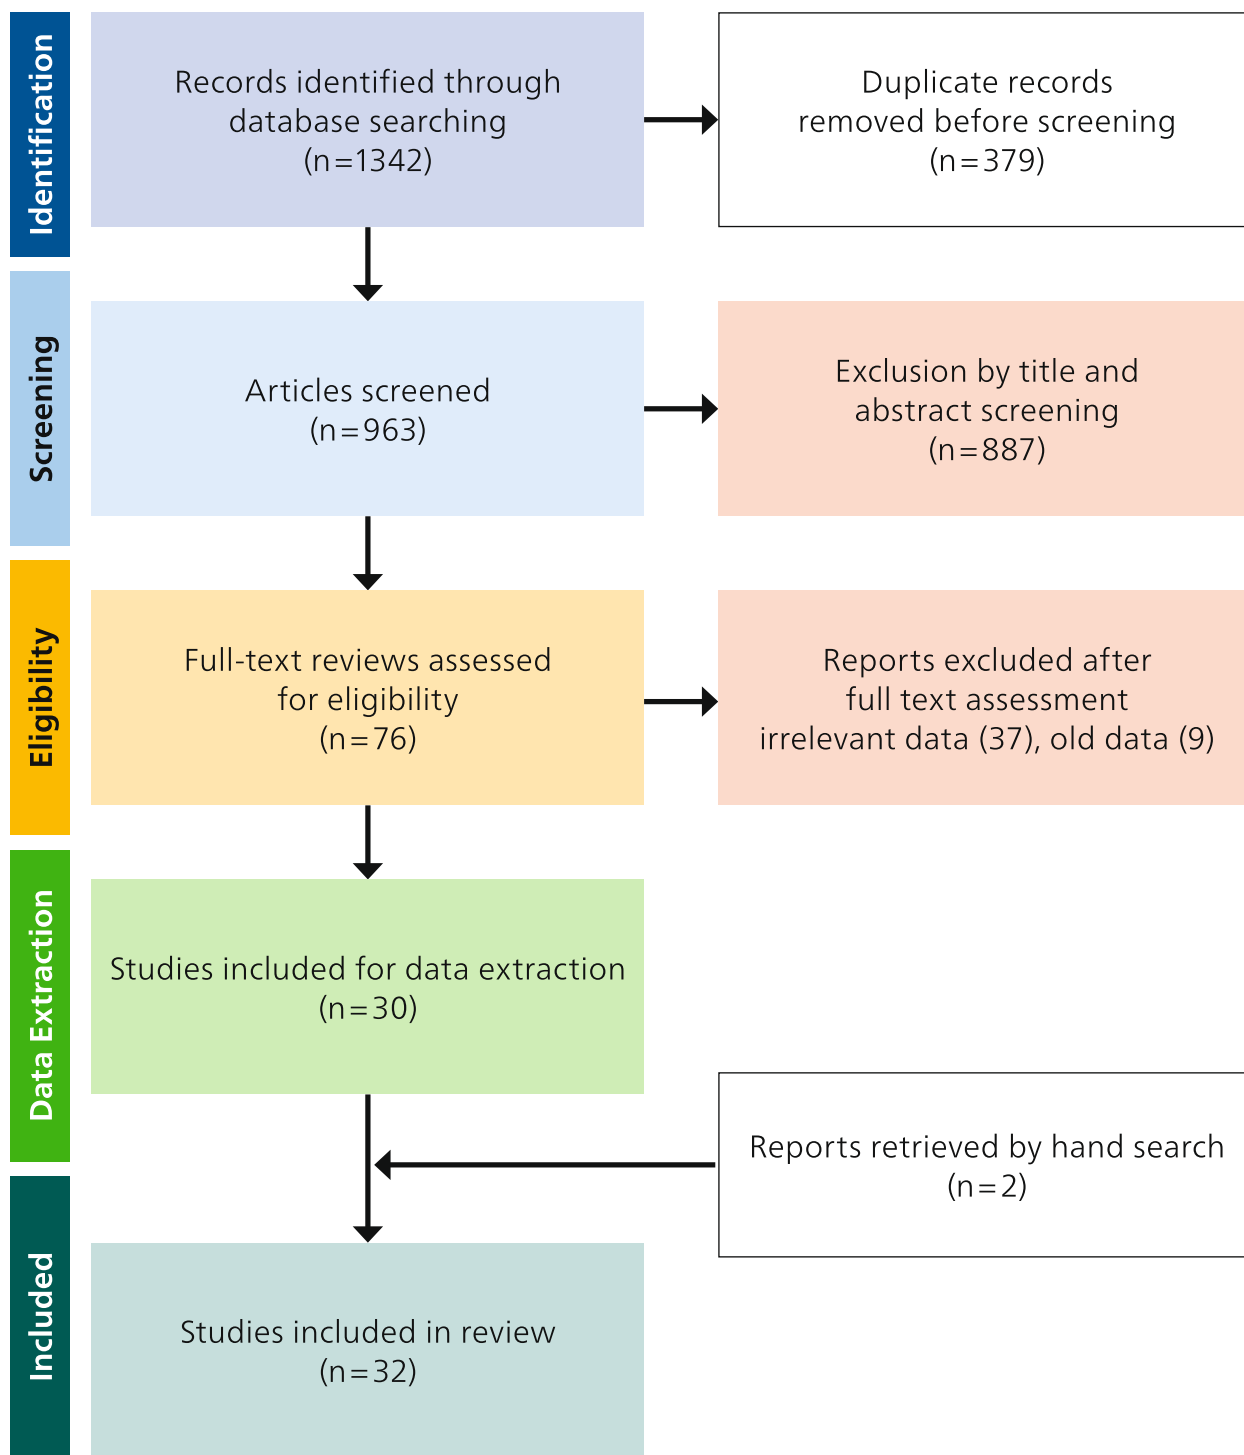 Identification
Records identified through
database searching
(n=1342)
Duplicate records
removed before screening
(n=379)
Screening
Articles screened
(n=963)
Exclusion by title and
abstract screening
(n=887)
Eligibility
Full-text reviews assessed
for eligibility
(n=76)
Reports excluded after
full text assessment
irrelevant data (37), old data (9)
Data Extraction
Studies included for data extraction
(n=30)
Reports retrieved by hand search
(n=2)
Included
Studies included in review
(n=32)